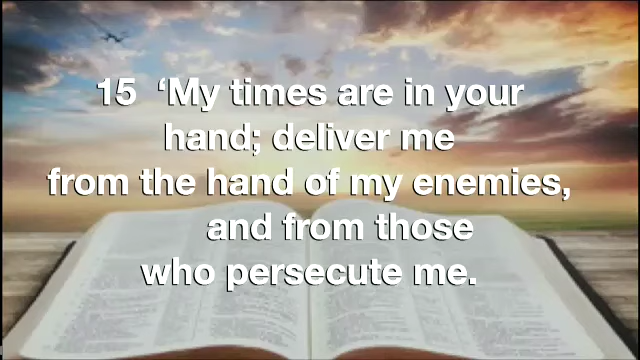 15 ‘My times are in your
hand; deliver me
from the hand of my enemies,
and from those
who persecute me.